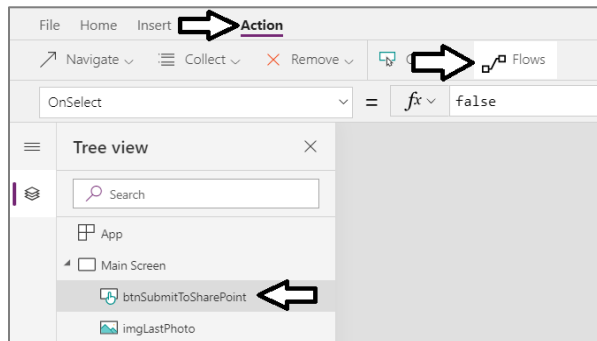 File Home Insert Action
Navigate Collect Remove Flows
OnSelect = fx false
Tree view
Search
App
Main Screen
btnSubmitToSharePoint
imgLastPhoto